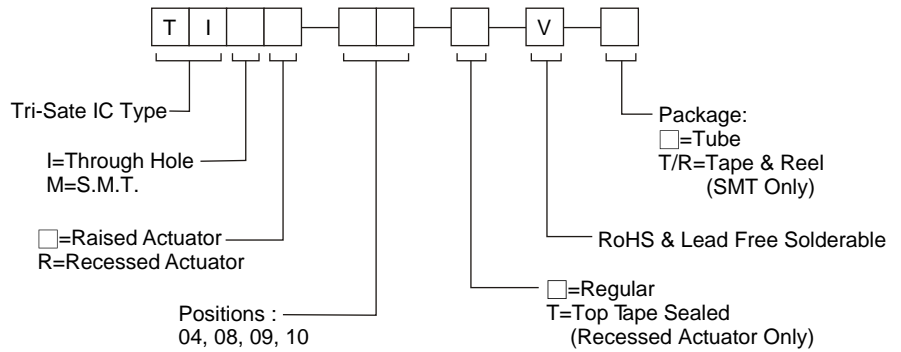 T I V
Tri-Sate IC Type
I=Through Hole
M=S.M.T.
□=Raised Actuator
R=Recessed Actuator
Positions :
04, 08, 09, 10
□=Regular
T=Top Tape Sealed
(Recessed Actuator Only)
RoHS & Lead Free Solderable
Package:
□=Tube
T/R=Tape & Reel
(SMT Only)